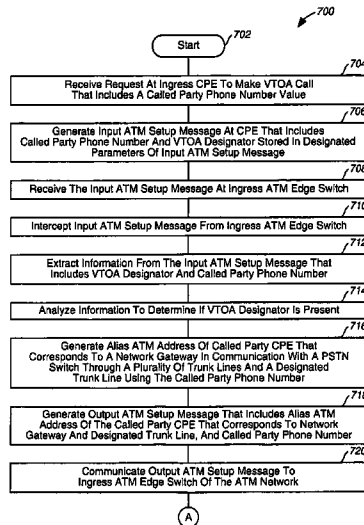 700
Start
702
704
Receive Request At Ingress CPE To Make VTOA Call
That Includes A Called Party Phone Number Value
706
Generate Input ATM Setup Message At CPE That Includes
Called Party Phone Number And VTOA Designator Stored In Designated
Parameters Of Input ATM Setup Message
708
Receive The Input ATM Setup Message At Ingress ATM Edge Switch
710
Intercept Input ATM Setup Message From Ingress ATM Edge Switch
712
Extract Information From The Input ATM Setup Message That
Includes VTOA Designator And Called Party Phone Number
714
Analyze Information To Determine If VTOA Designator Is Present
716
Generate Alias ATM Address Of Called Party CPE That
Corresponds To A Network Gateway In Communication With A PSTN
Switch Through A Plurality Of Trunk Lines And A Designated
Trunk Line Using The Called Party Phone Number
718
Generate Output ATM Setup Message That Includes Alias ATM
Address Of The Called Party CPE That Corresponds To Network
Gateway And Designated Trunk Line, And Called Party Phone Number
720
Communicate Output ATM Setup Message To
Ingress ATM Edge Switch Of The ATM Network
A